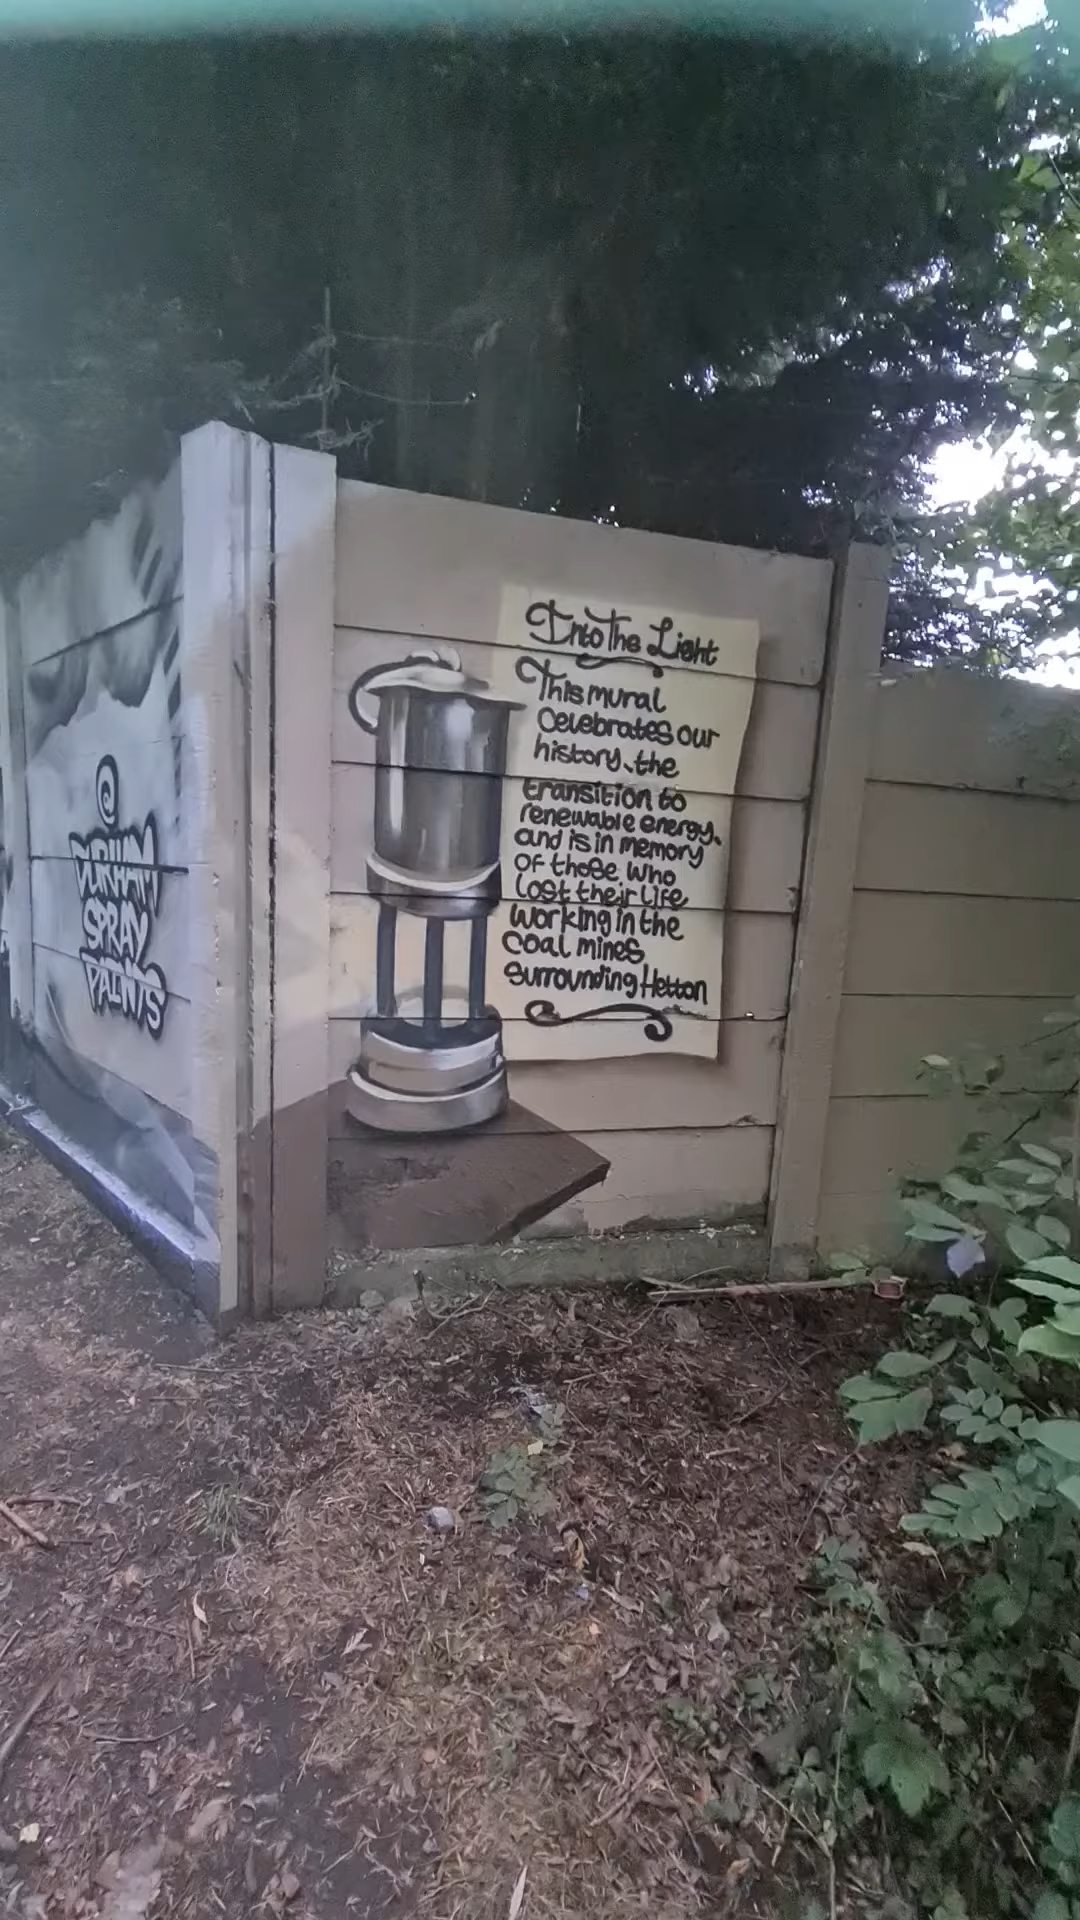 @
DURHAM
SPRAY
PAINTS
Into The Light
This mural
Celebrates our
history, the
transition to
renewable energy,
and is in memory
of those who
lost their life
working in the
coal mines
surrounding Hetton